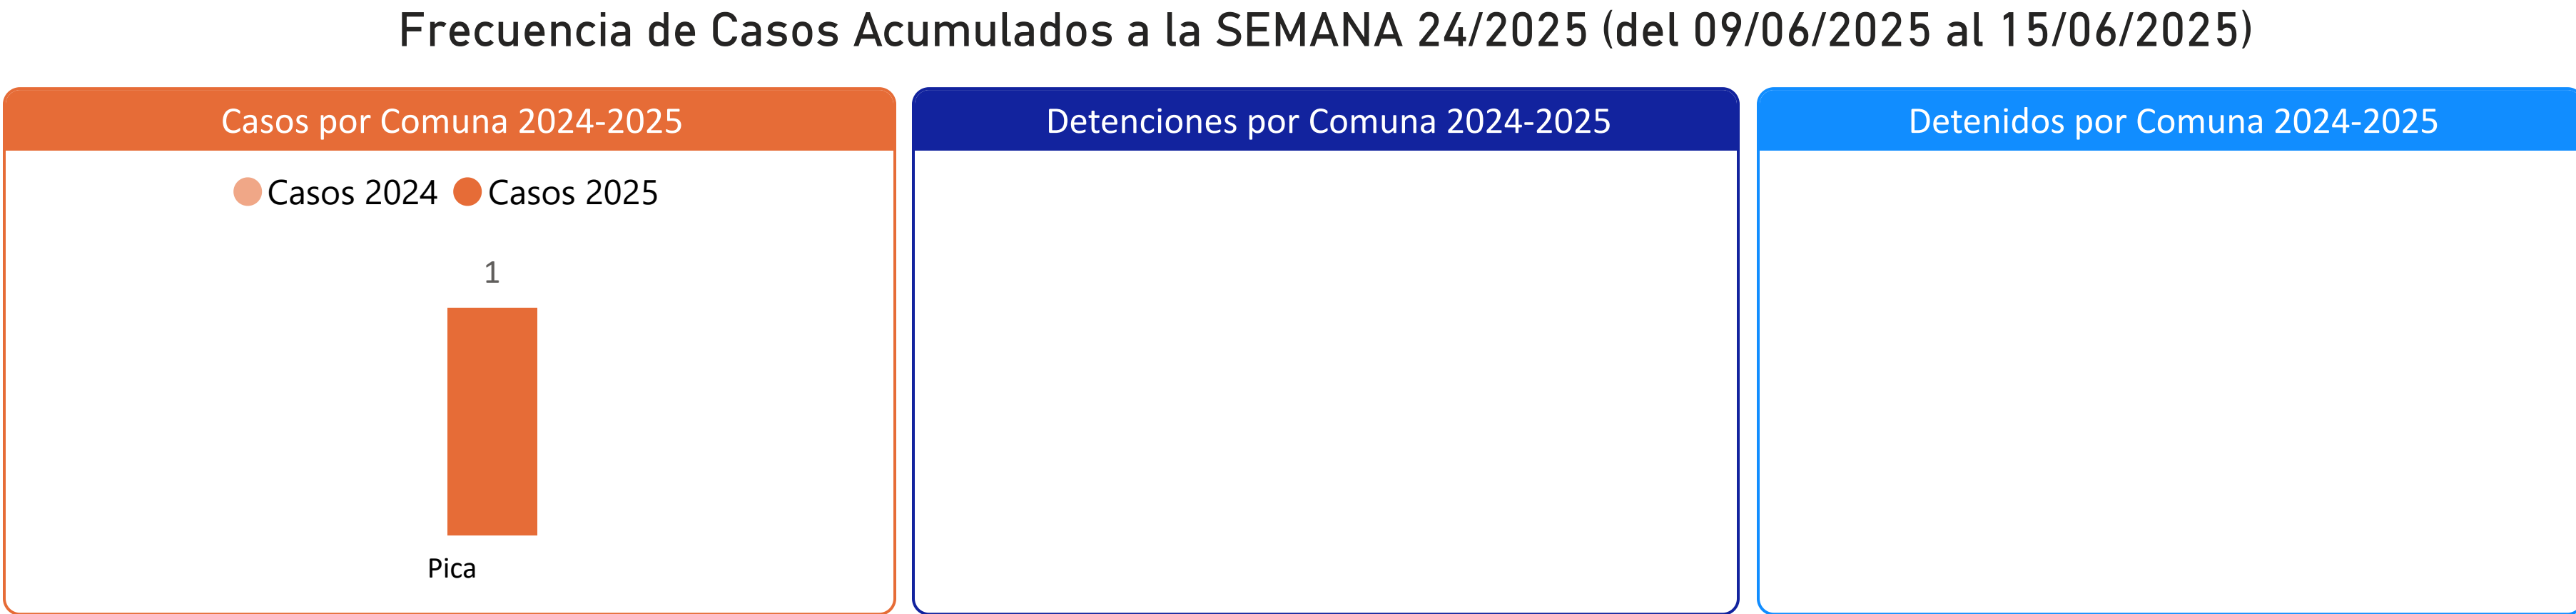 Frecuencia de Casos Acumulados a la SEMANA 24/2025 (del 09/06/2025 al 15/06/2025)
Casos por Comuna 2024-2025
Casos 2024 Casos 2025
1
Pica
Detenciones por Comuna 2024-2025
Detenidos por Comuna 2024-2025